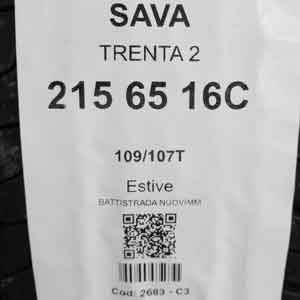 SAVA
TRENTA 2
215 65 16C
109/107T
Estive
BATTISTRADA NUOVI/MM
Cod: 2683 - C3